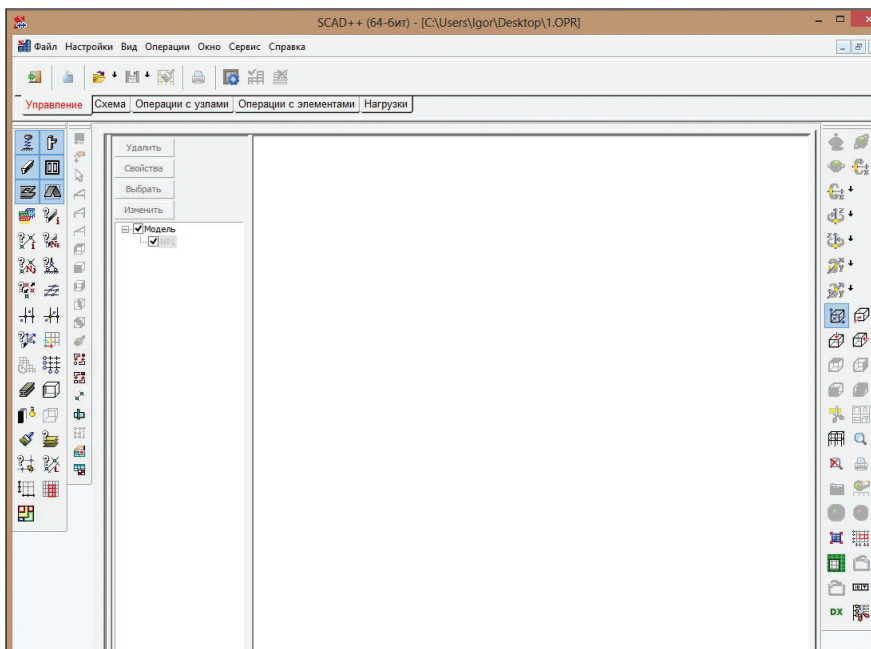 SCAD++ (64-бит) - [C:\Users\Igor\Desktop\1.OPR]
Файл Настройки Вид Операции Окно Сервис Справка
Управление Схема Операции с узлами Операции с элементами Нагрузки
Удалить
Свойства
Выбрать
Изменить
Модель
№1
DX